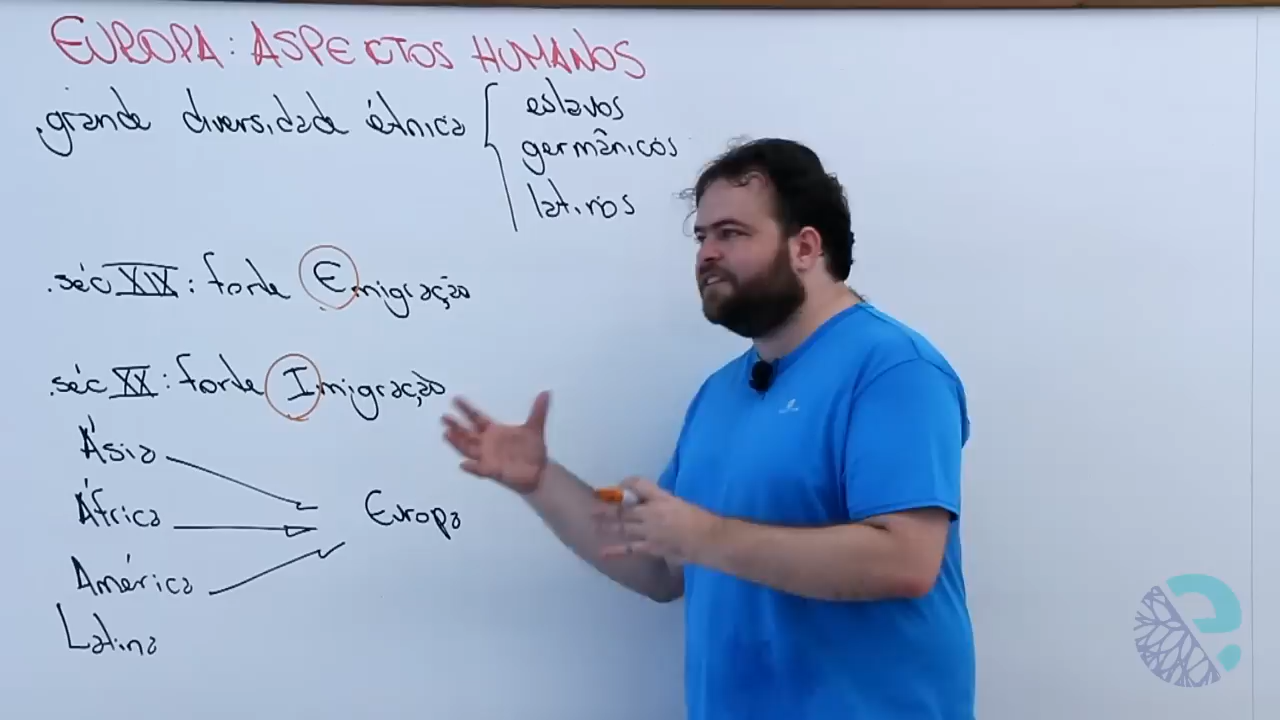 EUROPA: ASPECTOS HUMANOS
.grande diversidade étnica { eslavos
germânicos
latinos
.séc XIX: forte Emigração
.séc XX: forte Imigração
Ásia
África
Europa
América
Latina